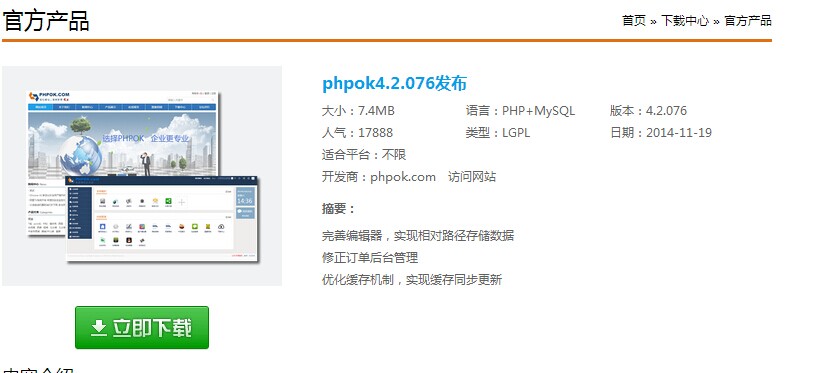 官方产品
首页 » 下载中心 » 官方产品
PHPOK.COM
选择PHPOK 企业更专业
14:36
phpok4.2.076发布
大小：7.4MB 语言：PHP+MySQL 版本：4.2.076
人气：17888 类型：LGPL 日期：2014-11-19
适合平台：不限
开发商：phpok.com 访问网站
摘要：
完善编辑器，实现相对路径存储数据
修正订单后台管理
优化缓存机制，实现缓存同步更新
立即下载
内容介绍